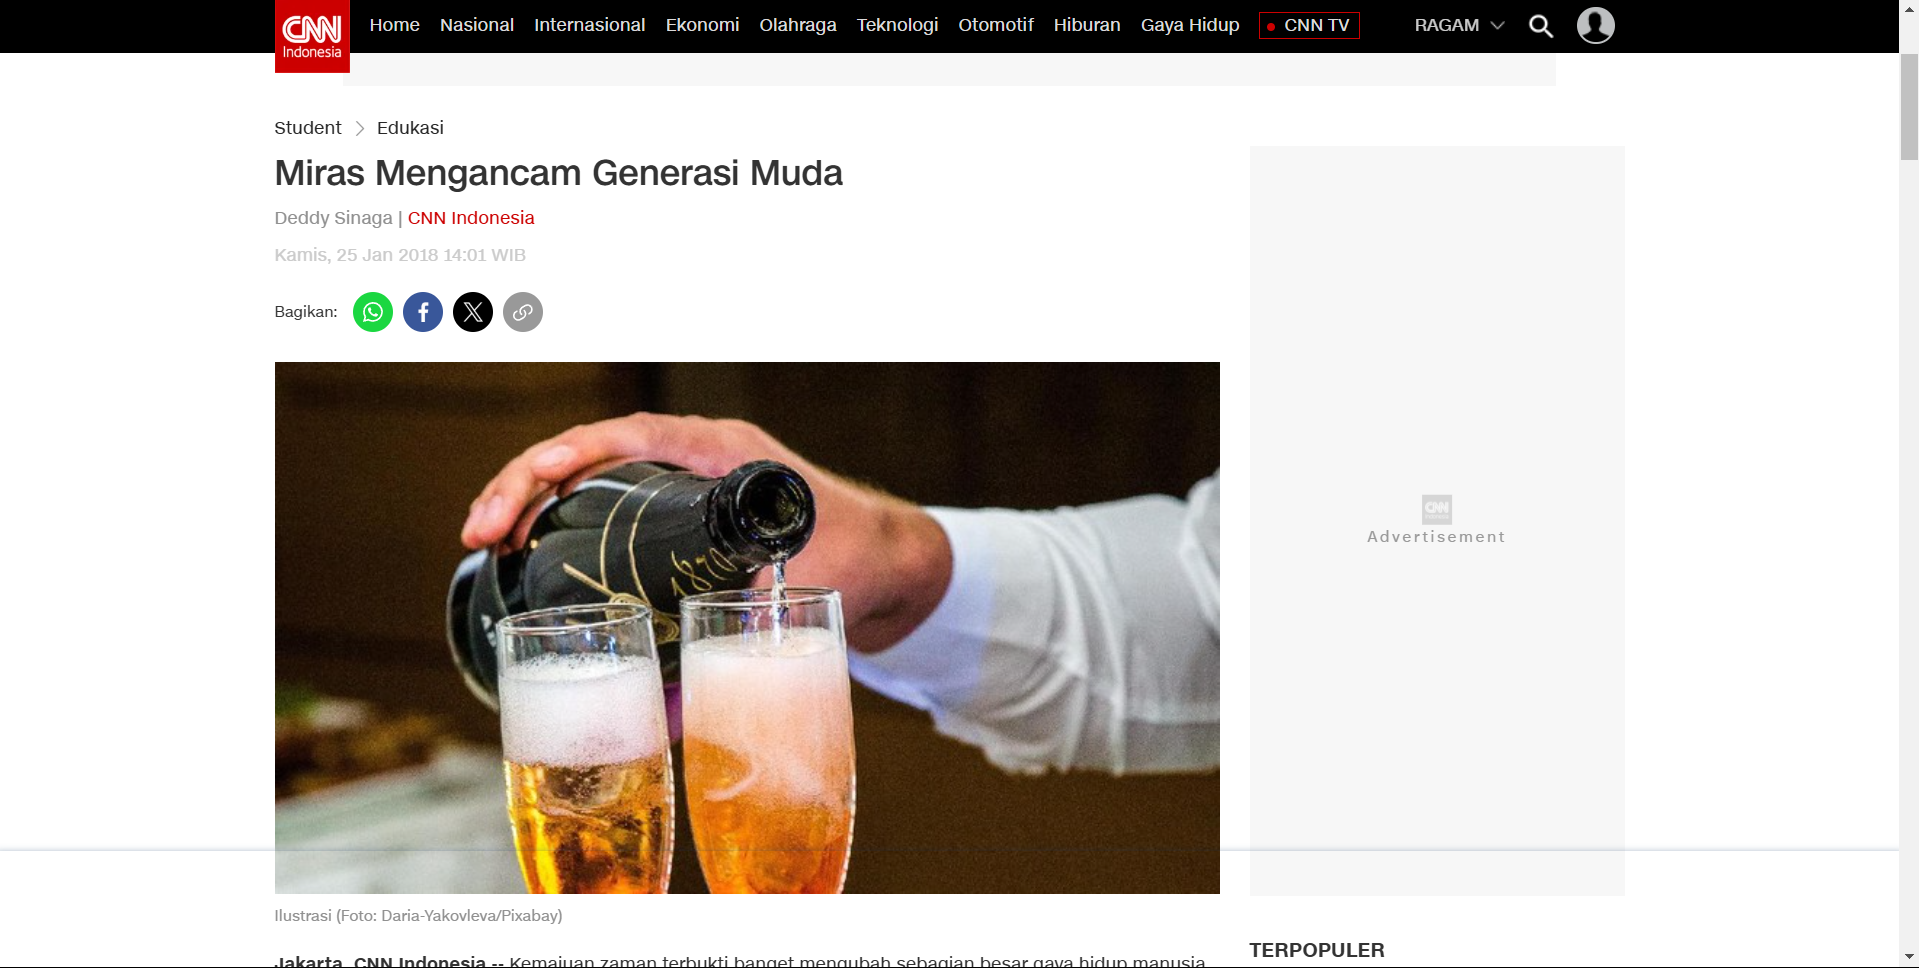 CNN
Indonesia
Home Nasional Internasional Ekonomi Olahraga Teknologi Otomotif Hiburan Gaya Hidup CNN TV RAGAM
Student > Edukasi
Miras Mengancam Generasi Muda
Deddy Sinaga | CNN Indonesia
Kamis, 25 Jan 2018 14:01 WIB
Bagikan:
1870
CNN
Advertisement
Ilustrasi (Foto: Daria-Yakovleva/Pixabay)
Jakarta, CNN Indonesia -- Kemajuan zaman terbukti banget mengubah sebagian besar gaya hidup manusia
TERPOPULER